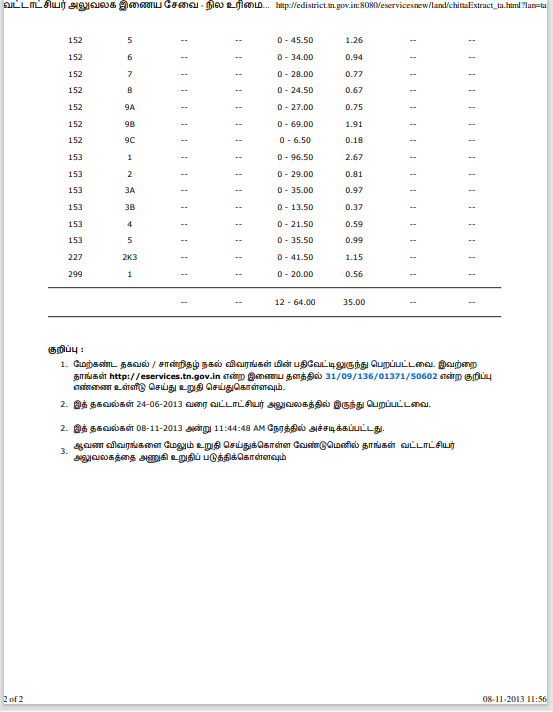 வட்டாட்சியர் அலுவலக இணைய சேவை - நில உரிமை... http://edistrict.tn.gov.in:8080/eservicesnew/land/chittaExtract_ta.html?lan=ta
152 5 -- -- 0 - 45.50 1.26 -- --
152 6 -- -- 0 - 34.00 0.94 -- --
152 7 -- -- 0 - 28.00 0.77 -- --
152 8 -- -- 0 - 24.50 0.67 -- --
152 9A -- -- 0 - 27.00 0.75 -- --
152 9B -- -- 0 - 69.00 1.91 -- --
152 9C -- -- 0 - 6.50 0.18 -- --
153 1 -- -- 0 - 96.50 2.67 -- --
153 2 -- -- 0 - 29.00 0.81 -- --
153 3A -- -- 0 - 35.00 0.97 -- --
153 3B -- -- 0 - 13.50 0.37 -- --
153 4 -- -- 0 - 21.50 0.59 -- --
153 5 -- -- 0 - 35.50 0.99 -- --
227 2K3 -- -- 0 - 41.50 1.15 -- --
299 1 -- -- 0 - 20.00 0.56 -- --
-- -- 12 - 64.00 35.00 -- --
குறிப்பு :
1. மேற்கண்ட தகவல் / சான்றிதழ் நகல் விவரங்கள் மின் பதிவேட்டிலிருந்து பெறப்பட்டவை. இவற்றை
தாங்கள் http://eservices.tn.gov.in என்ற இணைய தளத்தில் 31/09/136/01371/50602 என்ற குறிப்பு
எண்ணை உள்ளீடு செய்து உறுதி செய்துகொள்ளவும்.
2. இத் தகவல்கள் 24-06-2013 வரை வட்டாட்சியர் அலுவலகத்தில் இருந்து பெறப்பட்டவை.
2. இத் தகவல்கள் 08-11-2013 அன்று 11:44:48 AM நேரத்தில் அச்சடிக்கப்பட்டது.
3. ஆவண விவரங்களை மேலும் உறுதி செய்துக்கொள்ள வேண்டுமெனில் தாங்கள் வட்டாட்சியர்
அலுவலகத்தை அணுகி உறுதிப் படுத்திக்கொள்ளவும்
2 of 2 08-11-2013 11:56